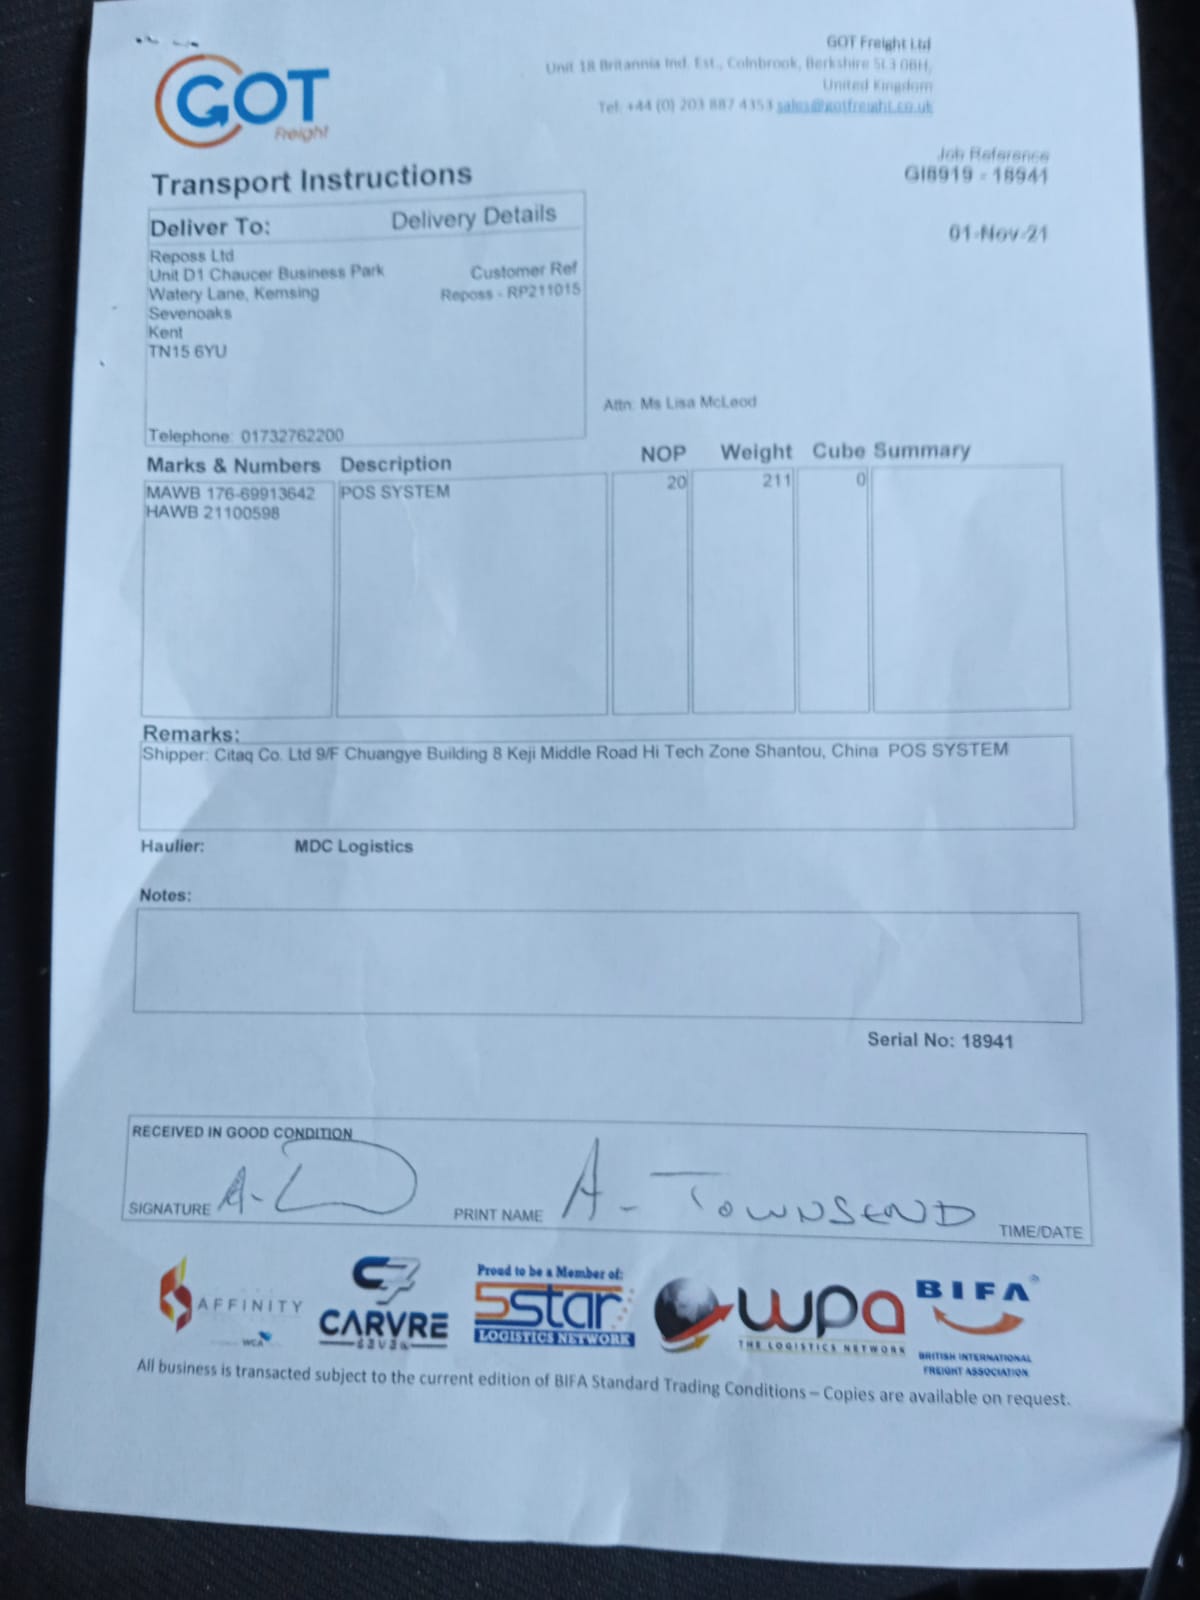 GOT
Freight
GOT Freight Ltd
Unit 18 Britannia Ind. Est., Colnbrook, Berkshire SL3 0BH,
United Kingdom
Tel: +44 (0) 203 887 4353 sales@gotfreight.co.uk
Job Reference
GI8919 - 18941
Transport Instructions
01-Nov-21
Deliver To: Delivery Details
Reposs Ltd
Unit D1 Chaucer Business Park Customer Ref
Watery Lane, Kemsing Reposs - RP211015
Sevenoaks
Kent
TN15 6YU
Attn: Ms Lisa McLeod
Telephone: 01732762200
Marks & Numbers Description NOP Weight Cube Summary
MAWB 176-69913642 POS SYSTEM 20 211 0
HAWB 21100598
Remarks:
Shipper: Citaq Co. Ltd 9/F Chuangye Building 8 Keji Middle Road Hi Tech Zone Shantou, China POS SYSTEM
Haulier: MDC Logistics
Notes:
Serial No: 18941
RECEIVED IN GOOD CONDITION
SIGNATURE PRINT NAME A-TOWNSEND TIME/DATE
AFFINITY
WCA
C7
CARVRE
SEVEN
Proud to be a Member of:
5star
LOGISTICS NETWORK
wpa
THE LOGISTICS NETWORK
BIFA
BRITISH INTERNATIONAL
FREIGHT ASSOCIATION
All business is transacted subject to the current edition of BIFA Standard Trading Conditions – Copies are available on request.